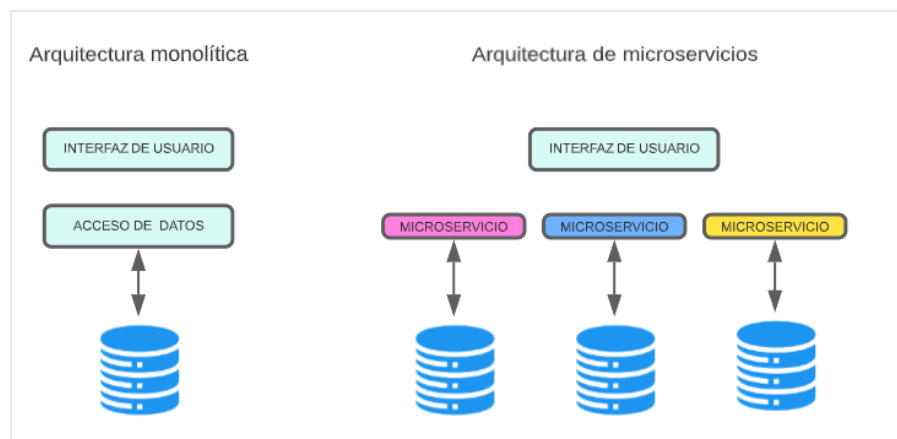 Arquitectura monolítica
Arquitectura de microservicios
INTERFAZ DE USUARIO
INTERFAZ DE USUARIO
ACCESO DE DATOS
MICROSERVICIO
MICROSERVICIO
MICROSERVICIO